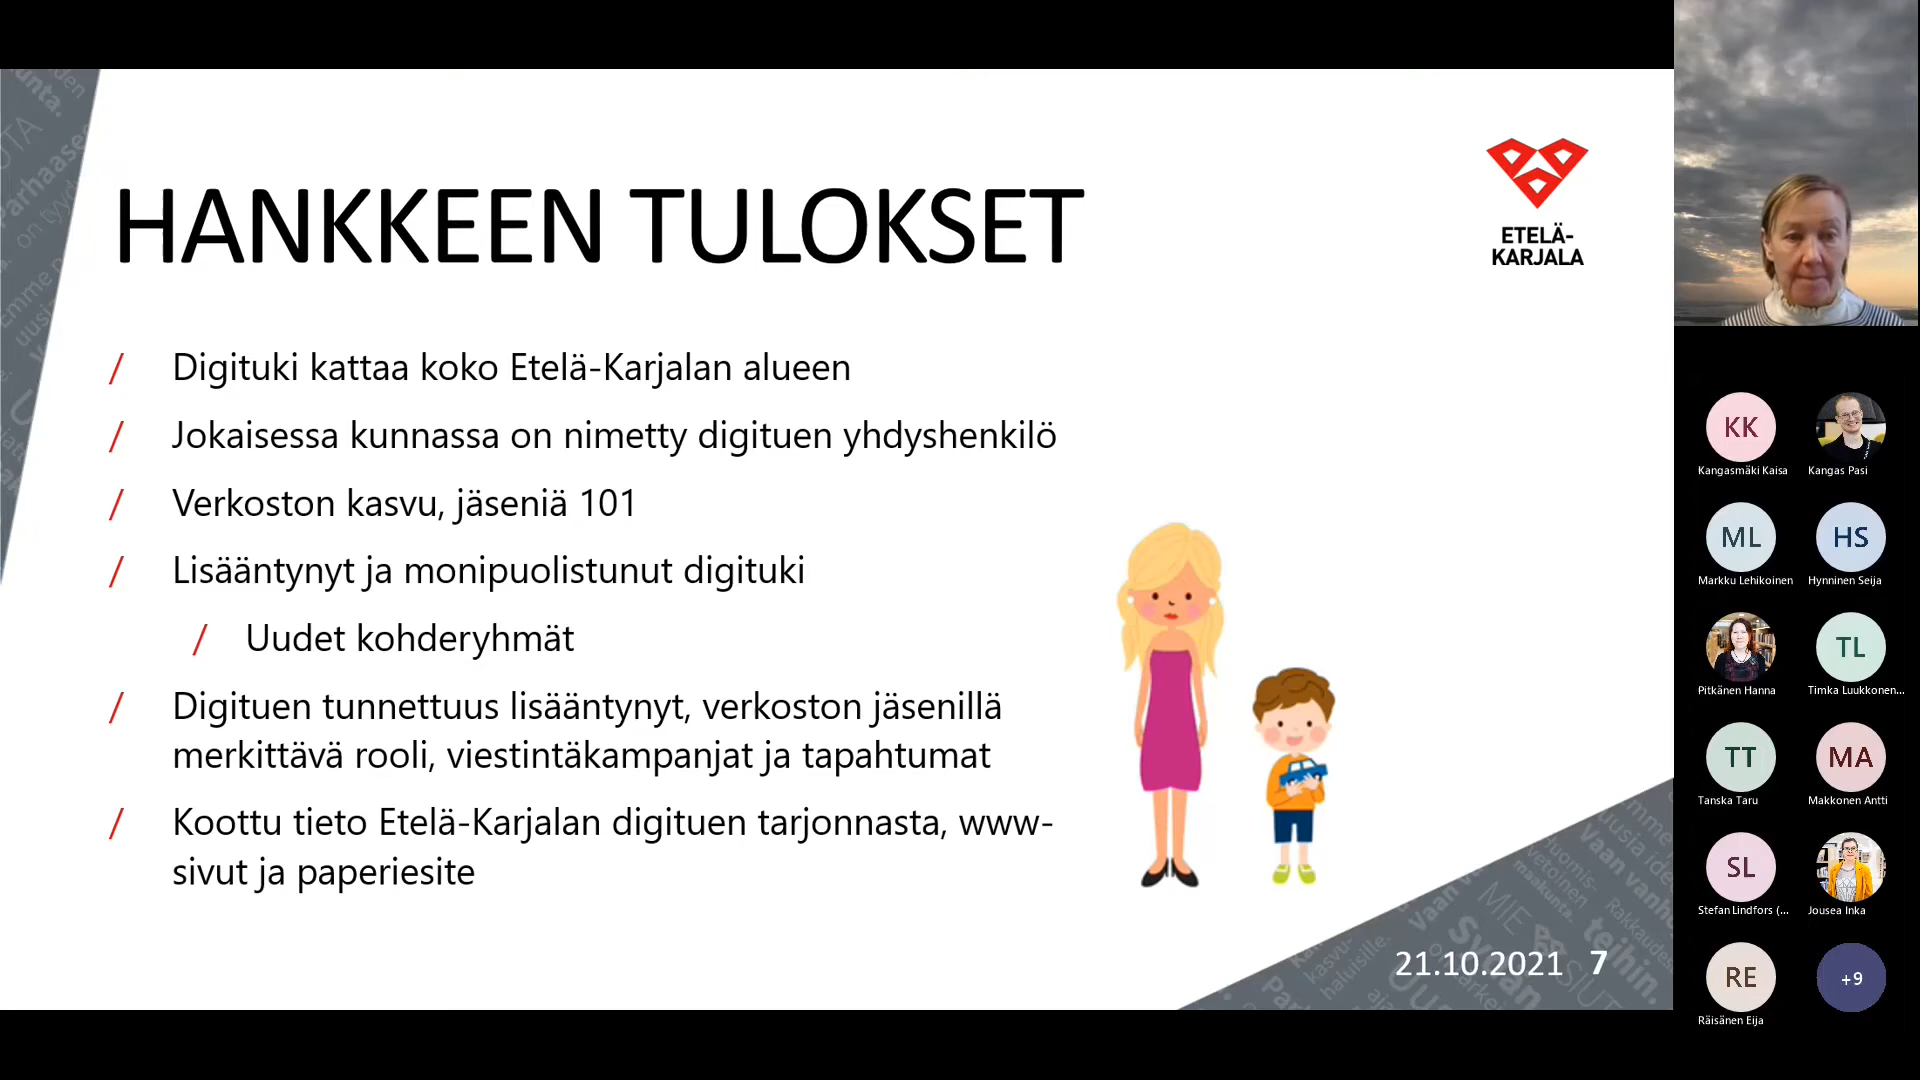 HANKKEEN TULOKSET
ETELÄ-
KARJALA
/ Digituki kattaa koko Etelä-Karjalan alueen
/ Jokaisessa kunnassa on nimetty digituen yhdyshenkilö
/ Verkoston kasvu, jäseniä 101
/ Lisääntynyt ja monipuolistunut digituki
/ Uudet kohderyhmät
/ Digituen tunnettuus lisääntynyt, verkoston jäsenillä
merkittävä rooli, viestintäkampanjat ja tapahtumat
/ Koottu tieto Etelä-Karjalan digituen tarjonnasta, www-
sivut ja paperiesite
21.10.2021 7
KK
Kangasmäki Kaisa
Kangas Pasi
ML
HS
Markku Lehikoinen
Hynninen Seija
TL
Pitkänen Hanna
Timka Luukkonen...
TT
MA
Tanska Taru
Makkonen Antti
SL
Stefan Lindfors (...
Jousea Inka
RE
+9
Räisänen Eija